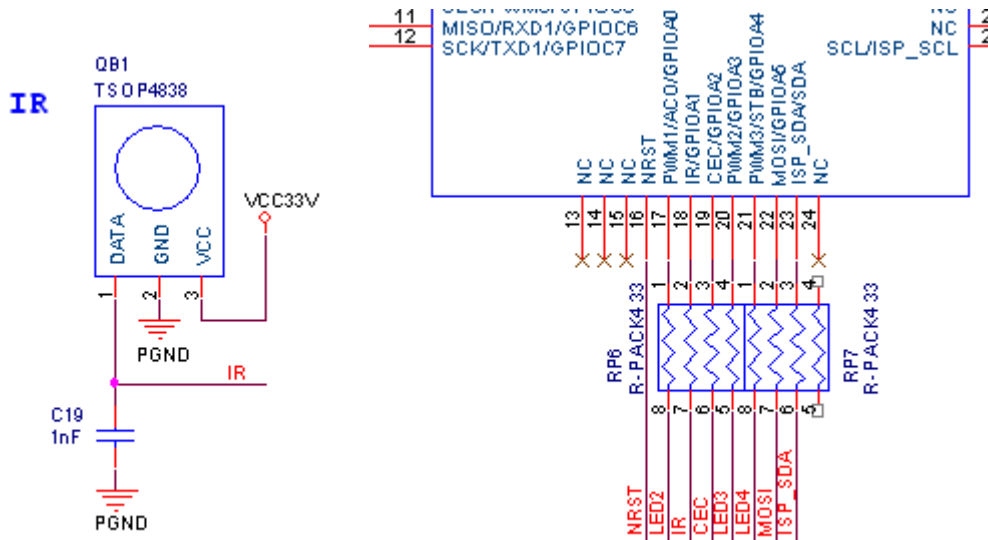 IR
QB1
TSOP4838
DATA
GND
VCC
1
2
3
VCC33V
PGND
IR
C19
1nF
PGND
11
12
MISO/RXD1/GPIOC6
SCK/TXD1/GPIOC7
NC
SCL/ISP_SCL
NC
NC
NC
NRST
PWM1/ACO/GPIOA0
IR/GPIOA1
CEC/GPIOA2
PWM2/GPIOA3
PWM3/STB/GPIOA4
MOSI/GPIOA5
ISP_SDA/SDA
NC
13
14
15
16
17
18
19
20
21
22
23
24
1
2
3
4
1
2
3
4
RP6
R-PACK4 33
RP7
R-PACK4 33
8
7
6
5
8
7
6
5
NRST
LED2
IR
CEC
LED3
LED4
MOSI
ISP_SDA